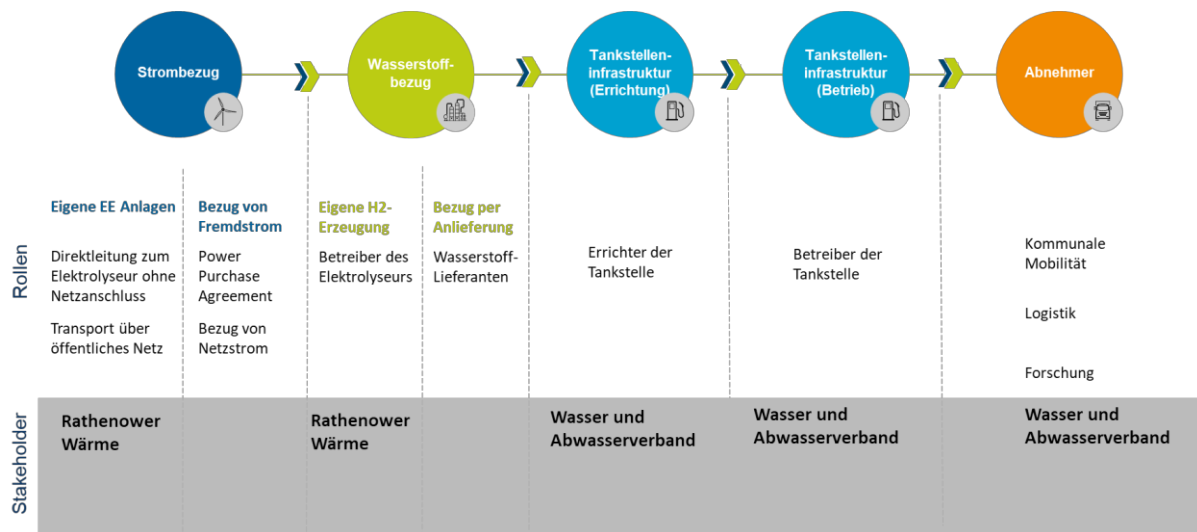 Strombezug
Wasserstoff-
bezug
Tankstellen-
infrastruktur
(Errichtung)
Tankstellen-
infrastruktur
(Betrieb)
Abnehmer
Rollen
Eigene EE Anlagen
Direktleitung zum
Elektrolyseur ohne
Netzanschluss
Transport über
öffentliches Netz
Bezug von
Fremdstrom
Power
Purchase
Agreement
Bezug von
Netzstrom
Eigene H2-
Erzeugung
Betreiber des
Elektrolyseurs
Bezug per
Anlieferung
Wasserstoff-
Lieferanten
Errichter der
Tankstelle
Betreiber der
Tankstelle
Kommunale
Mobilität
Logistik
Forschung
Stakeholder
Rathenower
Wärme
Rathenower
Wärme
Wasser und
Abwasserverband
Wasser und
Abwasserverband
Wasser und
Abwasserverband